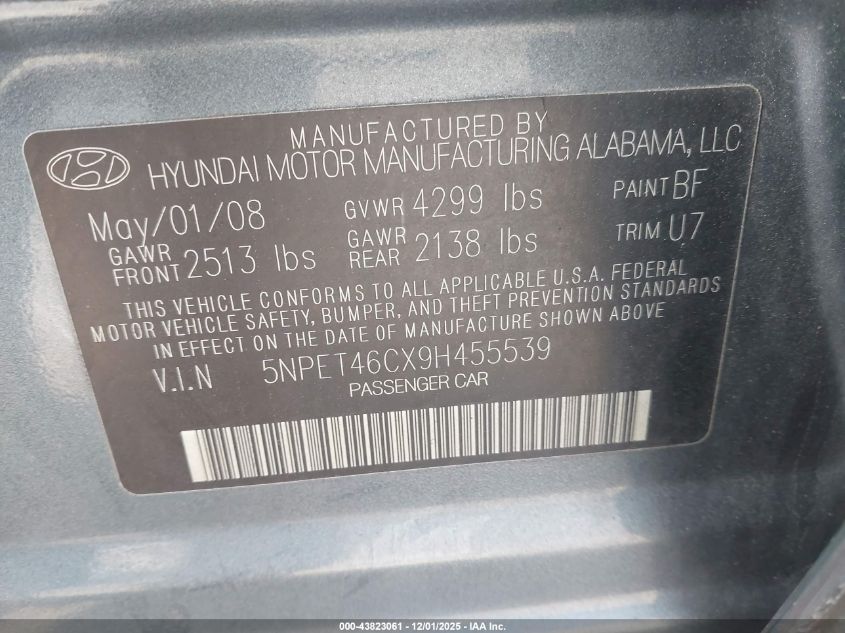 MANUFACTURED BY
HYUNDAI MOTOR MANUFACTURING ALABAMA, LLC
May/01/08 GVWR 4299 lbs PAINT BF
GAWR FRONT 2513 lbs GAWR REAR 2138 lbs TRIM U7
THIS VEHICLE CONFORMS TO ALL APPLICABLE U.S.A. FEDERAL
MOTOR VEHICLE SAFETY, BUMPER, AND THEFT PREVENTION STANDARDS
IN EFFECT ON THE DATE OF MANUFACTURE SHOWN ABOVE
V.I.N 5NPET46CX9H455539
PASSENGER CAR
000-43823061 - 12/01/2025 - IAA Inc.